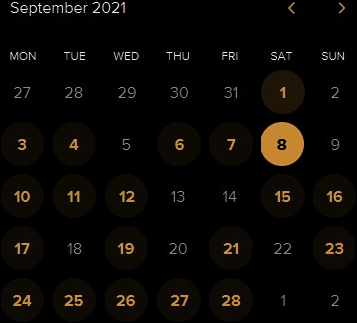 September 2021
MON TUE WED THU FRI SAT SUN
27 28 29 30 31 1 2
3 4 5 6 7 8 9
10 11 12 13 14 15 16
17 18 19 20 21 22 23
24 25 26 27 28 1 2